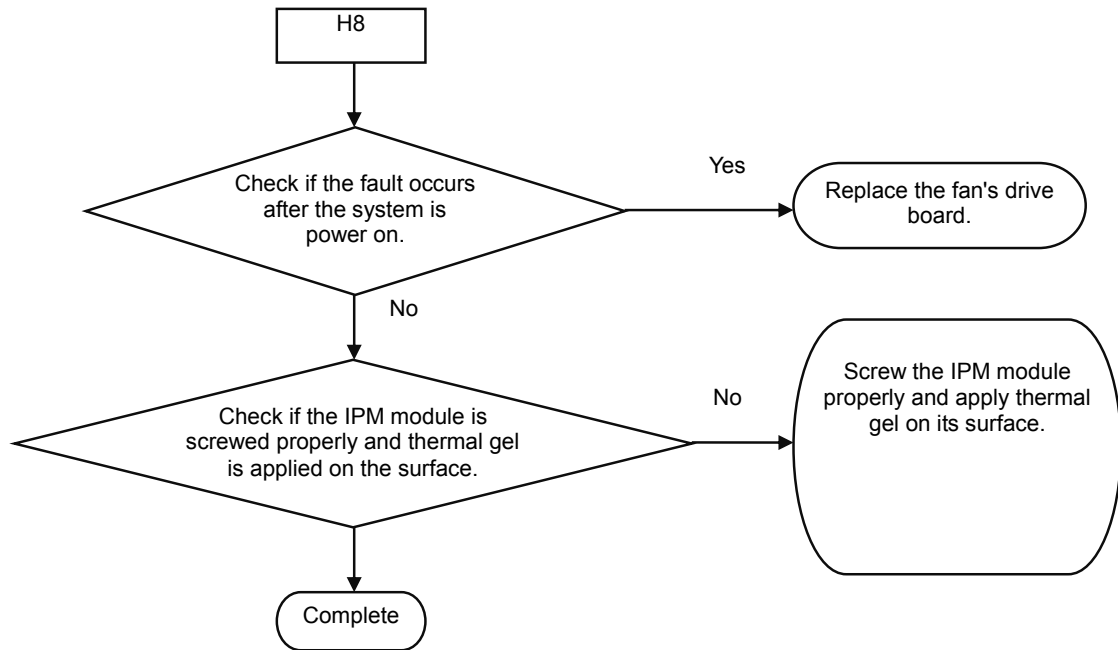 H8
Check if the fault occurs
after the system is
power on.
Yes
Replace the fan's drive
board.
No
Check if the IPM module is
screwed properly and thermal gel
is applied on the surface.
No
Screw the IPM module
properly and apply thermal
gel on its surface.
Complete